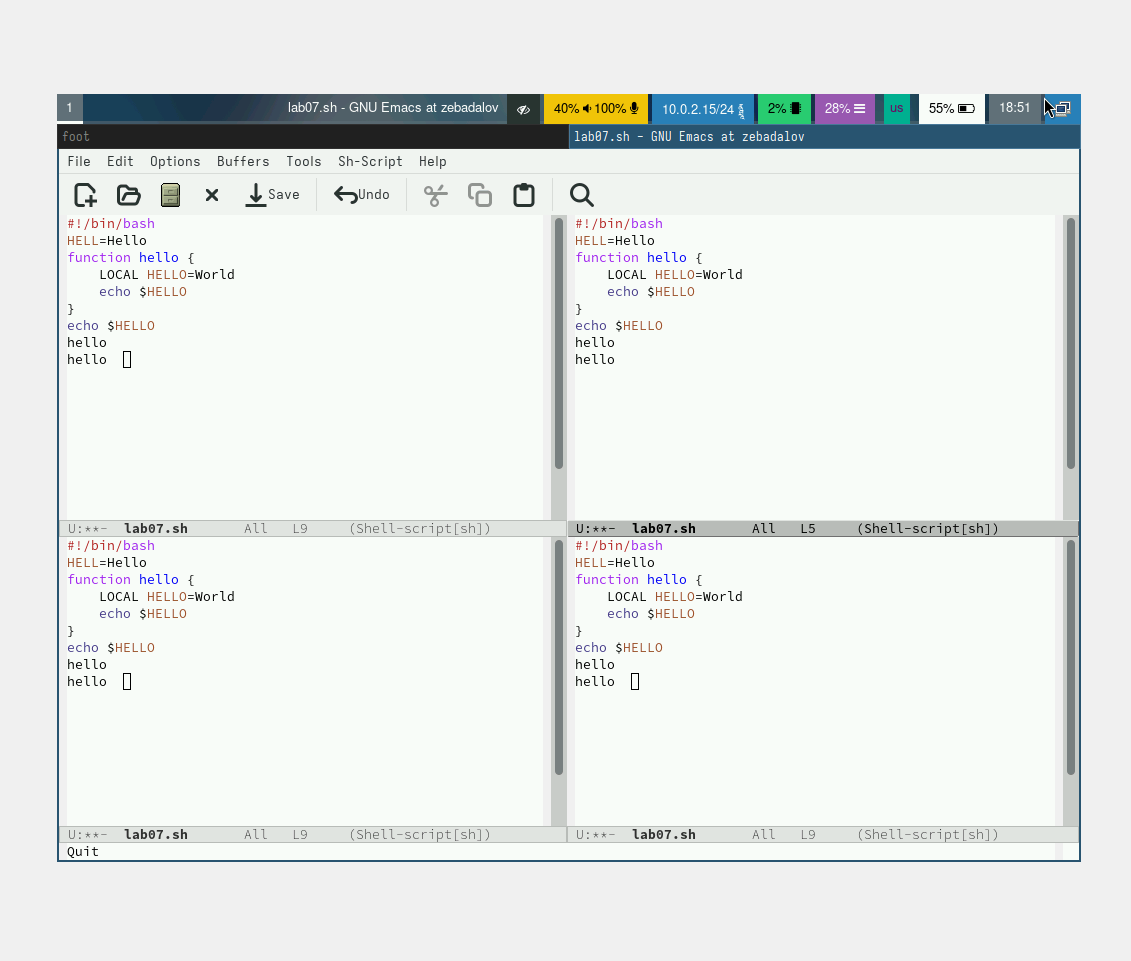 1 lab07.sh - GNU Emacs at zebadalov 40% 100% 10.0.2.15/24 2% 28% us 55% 18:51
foot lab07.sh - GNU Emacs at zebadalov
File Edit Options Buffers Tools Sh-Script Help
Save Undo
#!/bin/bash
HELL=Hello
function hello {
    LOCAL HELLO=World
    echo $HELLO
}
echo $HELLO
hello
hello
U:**- lab07.sh All L9 (Shell-script[sh])
#!/bin/bash
HELL=Hello
function hello {
    LOCAL HELLO=World
    echo $HELLO
}
echo $HELLO
hello
hello
U:**- lab07.sh All L5 (Shell-script[sh])
#!/bin/bash
HELL=Hello
function hello {
    LOCAL HELLO=World
    echo $HELLO
}
echo $HELLO
hello
hello
U:**- lab07.sh All L9 (Shell-script[sh])
#!/bin/bash
HELL=Hello
function hello {
    LOCAL HELLO=World
    echo $HELLO
}
echo $HELLO
hello
hello
U:**- lab07.sh All L9 (Shell-script[sh])
Quit